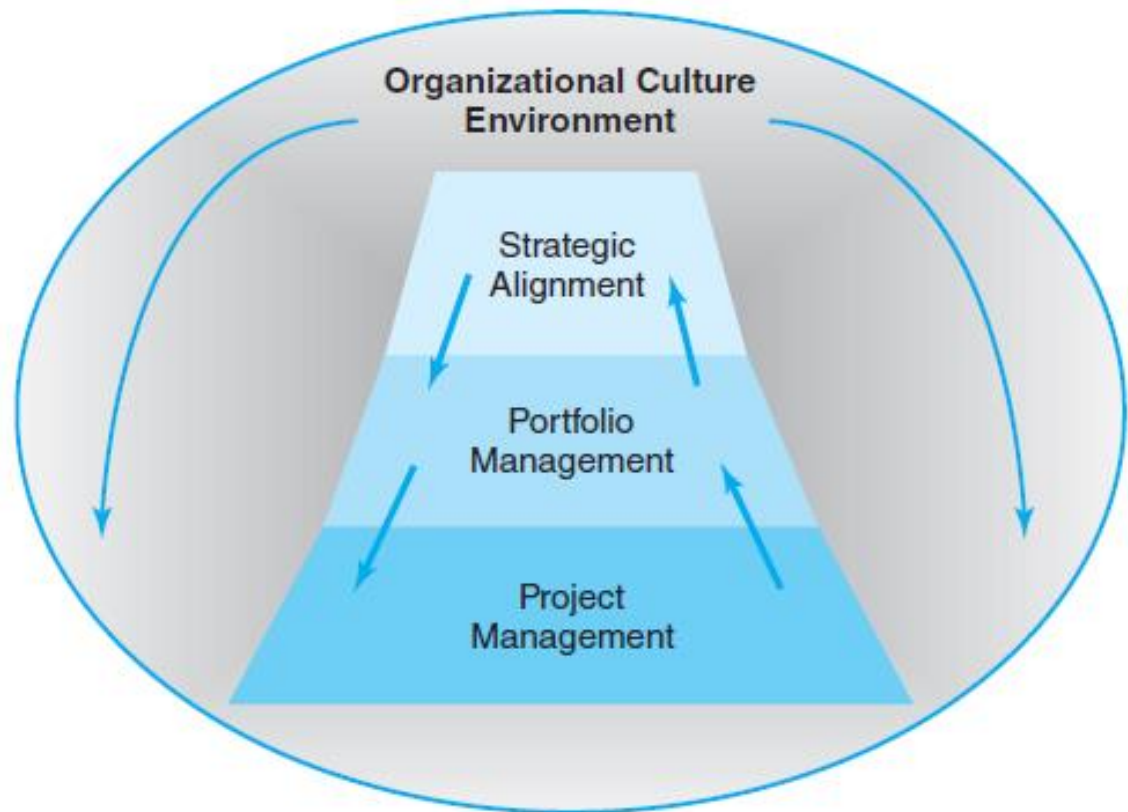 Organizational Culture
Environment
Strategic
Alignment
Portfolio
Management
Project
Management